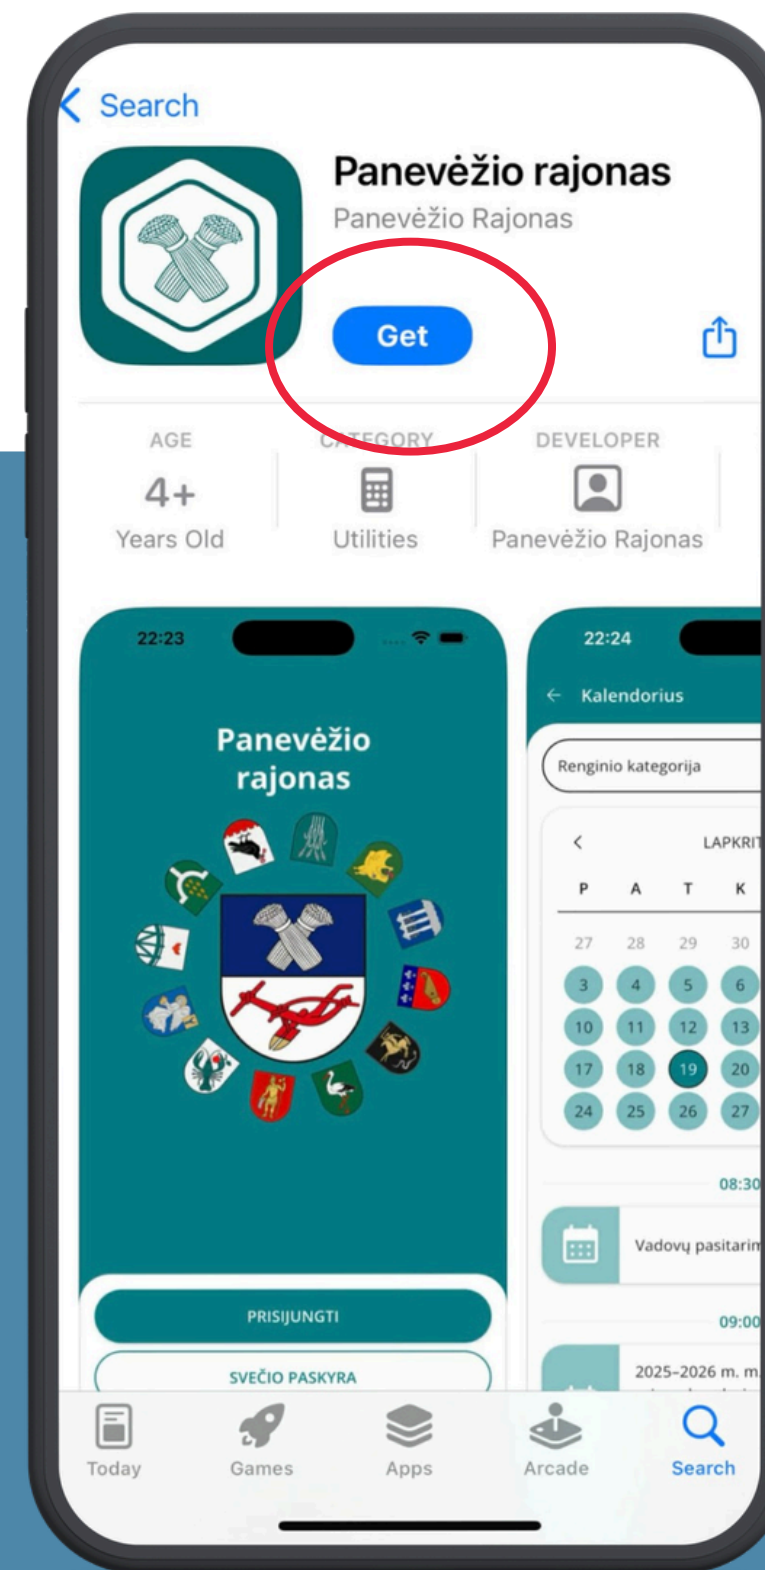 Search
Panevėžio rajonas
Panevėžio Rajonas
Get
AGE
4+
Years Old
CATEGORY
Utilities
DEVELOPER
Panevėžio Rajonas
22:23
Panevėžio
rajonas
PRISIJUNGTI
SVEČIO PASKYRA
22:24
Kalendorius
Renginio kategorija
LAPKRIT
P A T K
27 28 29 30
3 4 5 6
10 11 12 13
17 18 19 20
24 25 26 27
08:30
Vadovų pasitarim
09:00
2025–2026 m. m.
Today
Games
Apps
Arcade
Search